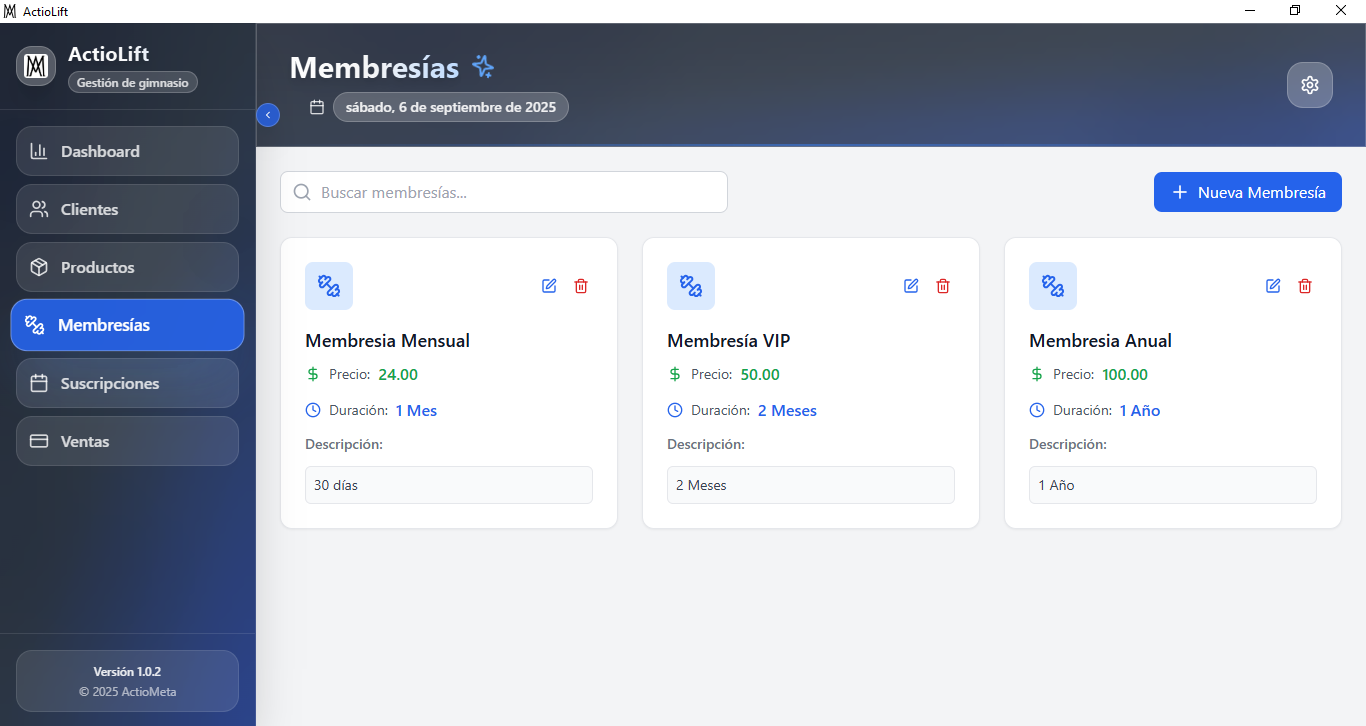 ActioLift
ActioLift
Gestión de gimnasio
Dashboard
Clientes
Productos
Membresías
Suscripciones
Ventas
Versión 1.0.2
© 2025 ActioMeta
Membresías
sábado, 6 de septiembre de 2025
Buscar membresías...
Nueva Membresía
Membresia Mensual
$ Precio: 24.00
Duración: 1 Mes
Descripción:
30 días
Membresía VIP
$ Precio: 50.00
Duración: 2 Meses
Descripción:
2 Meses
Membresia Anual
$ Precio: 100.00
Duración: 1 Año
Descripción:
1 Año